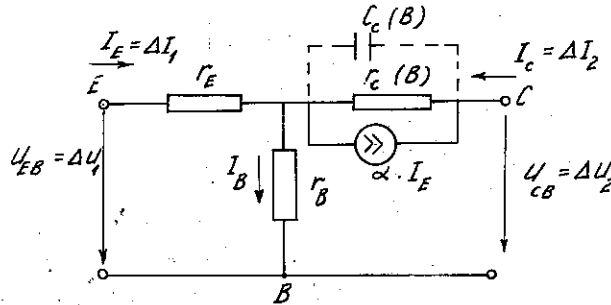 C_c(B)
I_E = ΔI_1
I_c = ΔI_2
E
r_E
r_c (B)
C
U_EB = ΔU_1
I_B
r_B
α · I_E
U_CB = ΔU_2
B